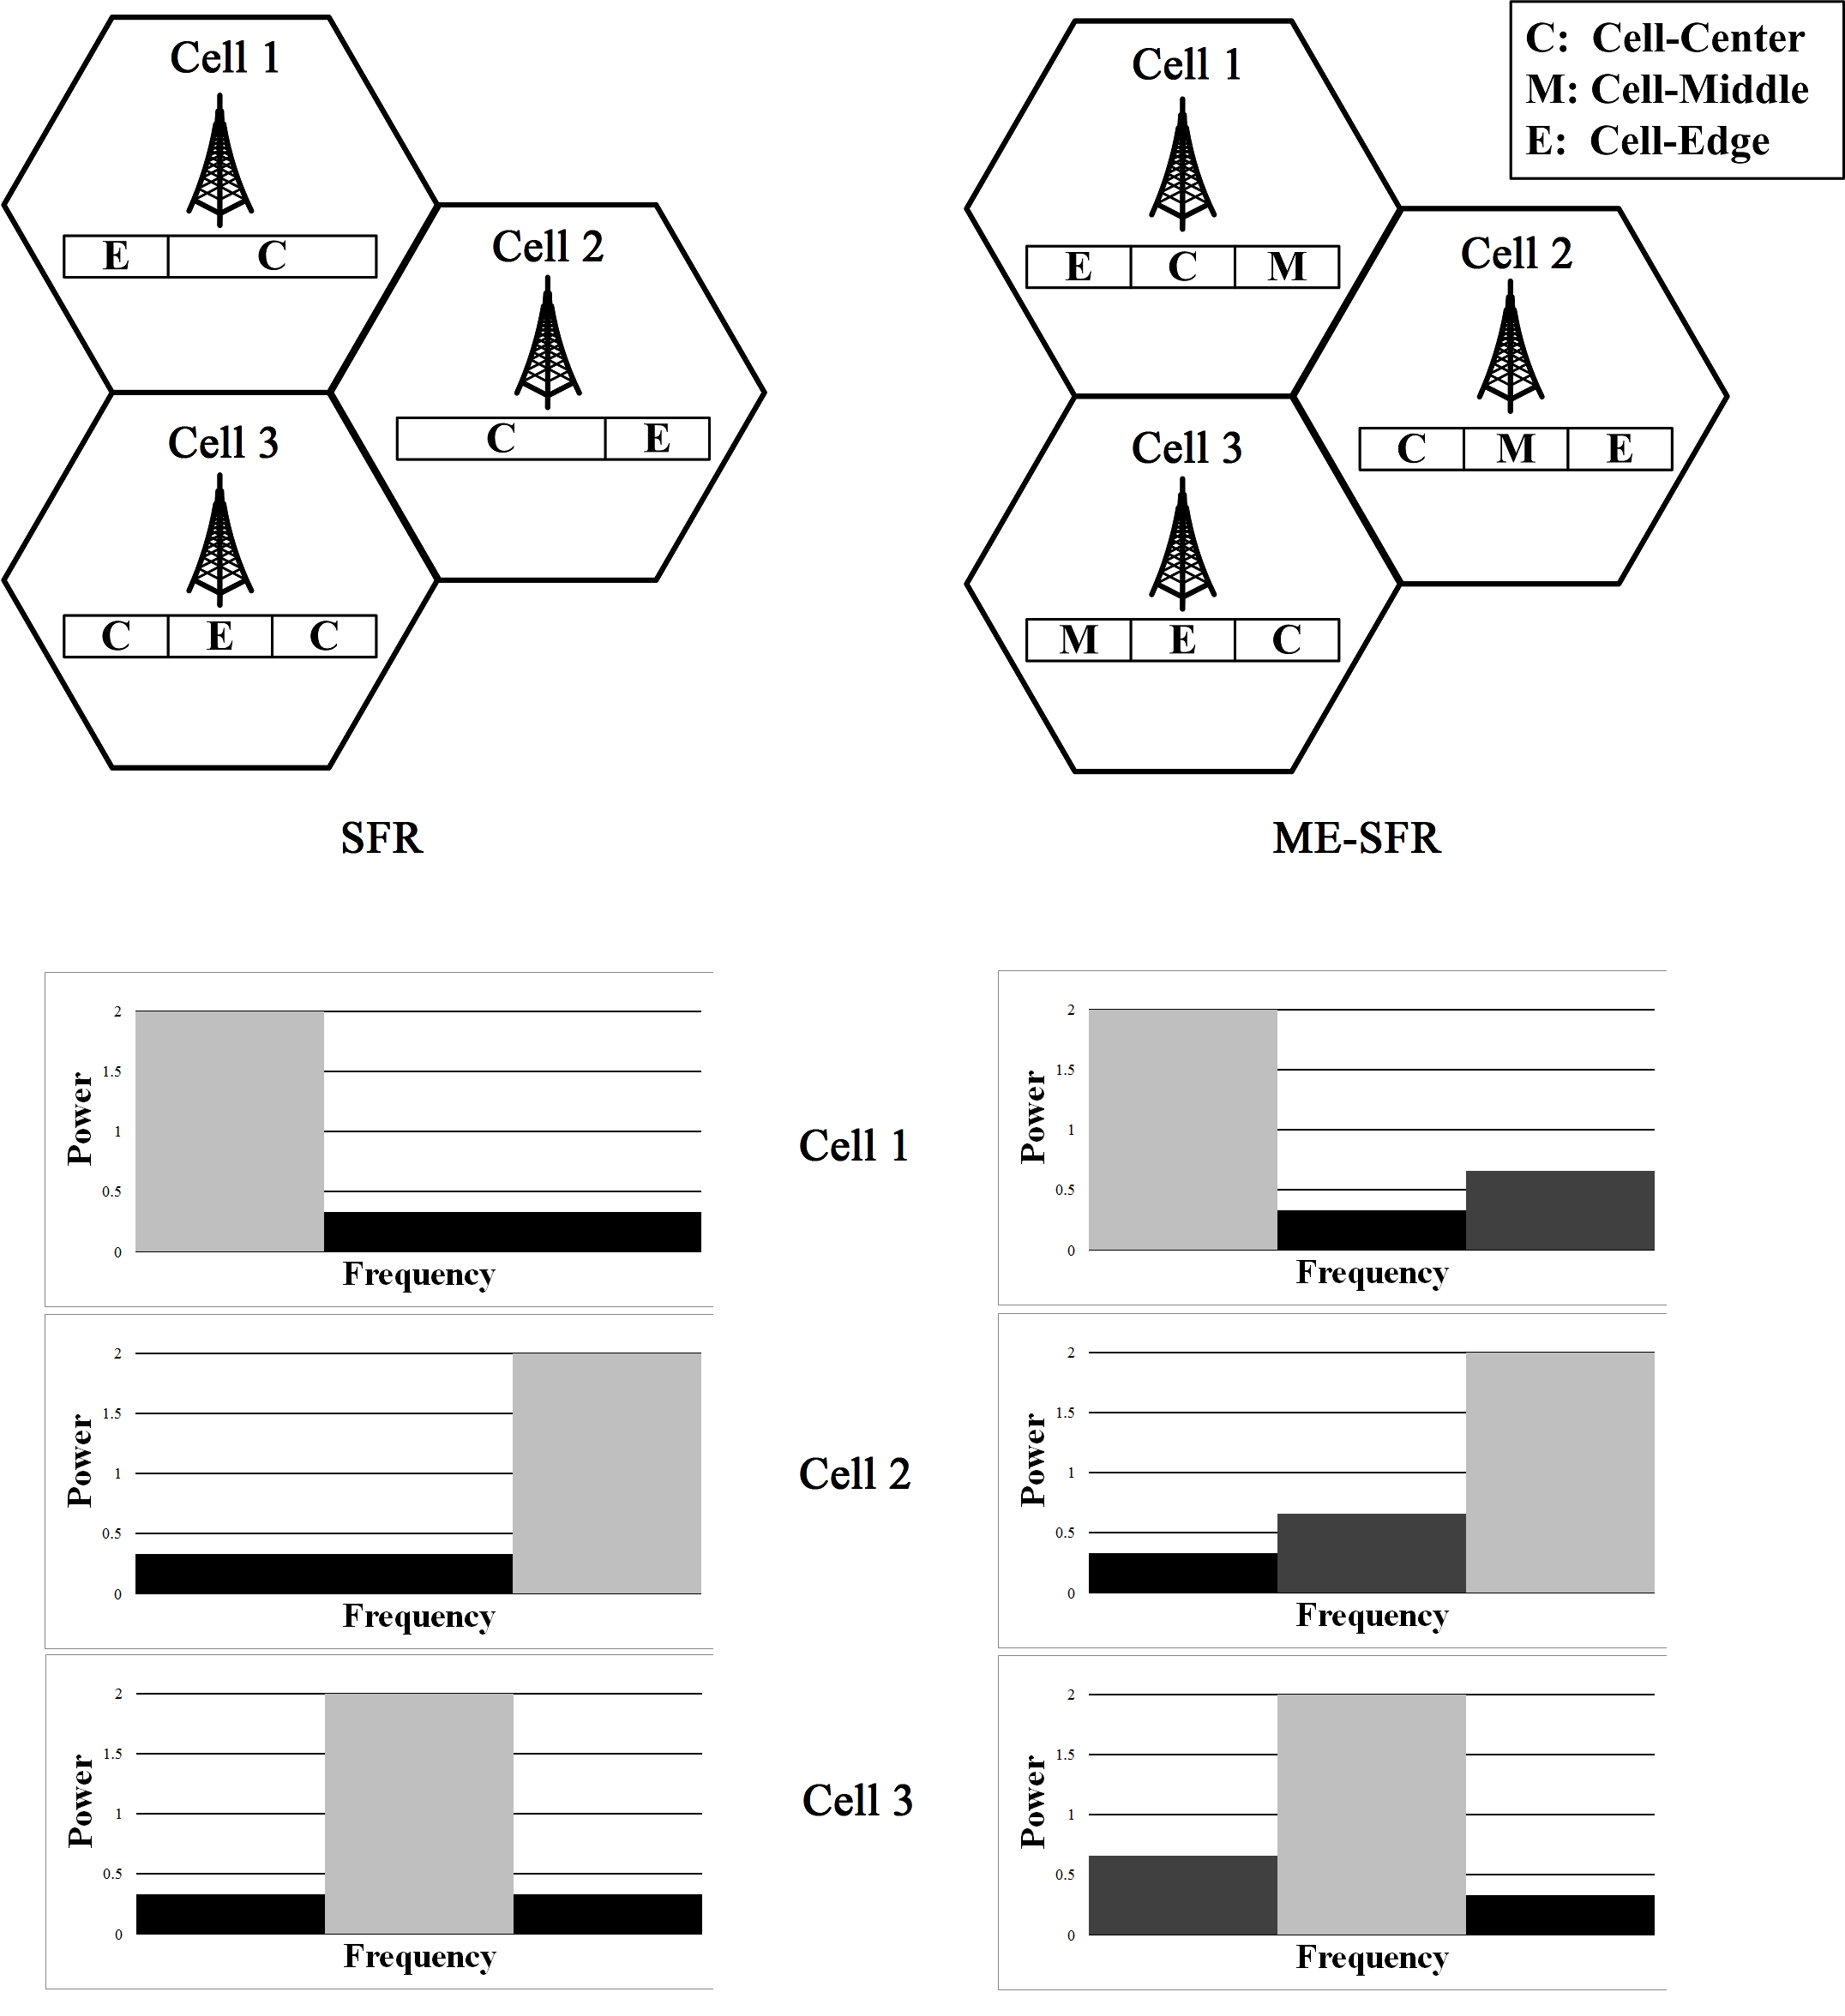 Cell 1
E C
Cell 2
C E
Cell 3
C E C
SFR
Cell 1
E C M
Cell 2
C M E
Cell 3
M E C
ME-SFR
C: Cell-Center
M: Cell-Middle
E: Cell-Edge
Power
2
1.5
1
0.5
0
Frequency
Cell 1
Power
2
1.5
1
0.5
0
Frequency
Power
2
1.5
1
0.5
0
Frequency
Cell 2
Power
2
1.5
1
0.5
0
Frequency
Power
2
1.5
1
0.5
0
Frequency
Cell 3
Power
2
1.5
1
0.5
0
Frequency